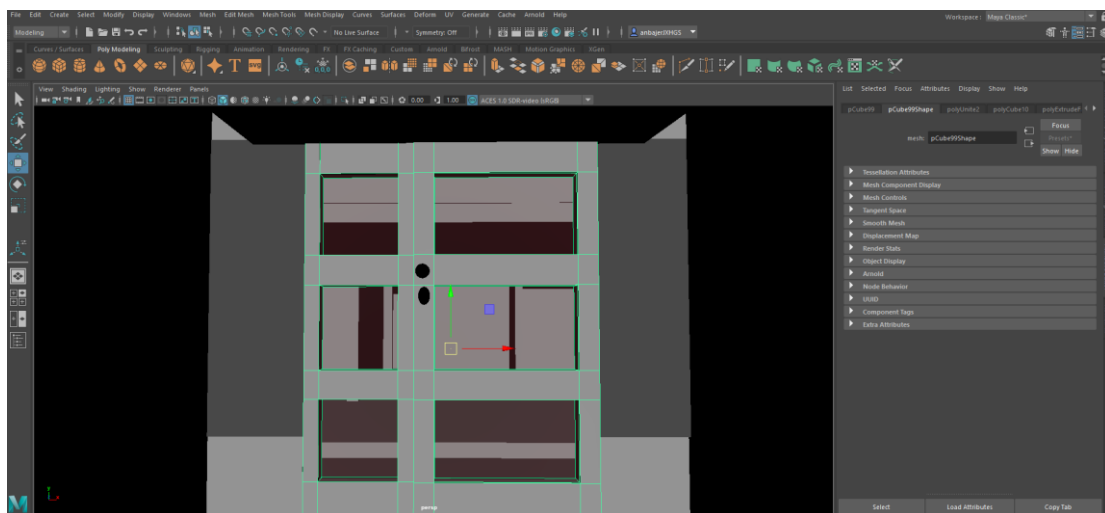 File Edit Create Select Modify Display Windows Mesh Edit Mesh Mesh Tools Mesh Display Curves Surfaces Deform UV Generate Cache Arnold Help Workspace : Maya Classic*
Modeling No Live Surface Symmetry: Off anbajesXHGS
Curves / Surfaces Poly Modeling Sculpting Rigging Animation Rendering FX FX Caching Custom Arnold Bifrost MASH Motion Graphics XGen
View Shading Lighting Show Renderer Panels List Selected Focus Attributes Display Show Help
0.00 1.00 ACES 1.0 SDR-video (sRGB)
pCube99 pCube99Shape polyUnite2 polyCube10 polyExtrudeF
Focus
mesh: pCube99Shape Presets*
Show Hide
Tessellation Attributes
Mesh Component Display
Mesh Controls
Tangent Space
Smooth Mesh
Displacement Map
Render Stats
Object Display
Arnold
Node Behavior
UUID
Component Tags
Extra Attributes
persp
Select Load Attributes Copy Tab